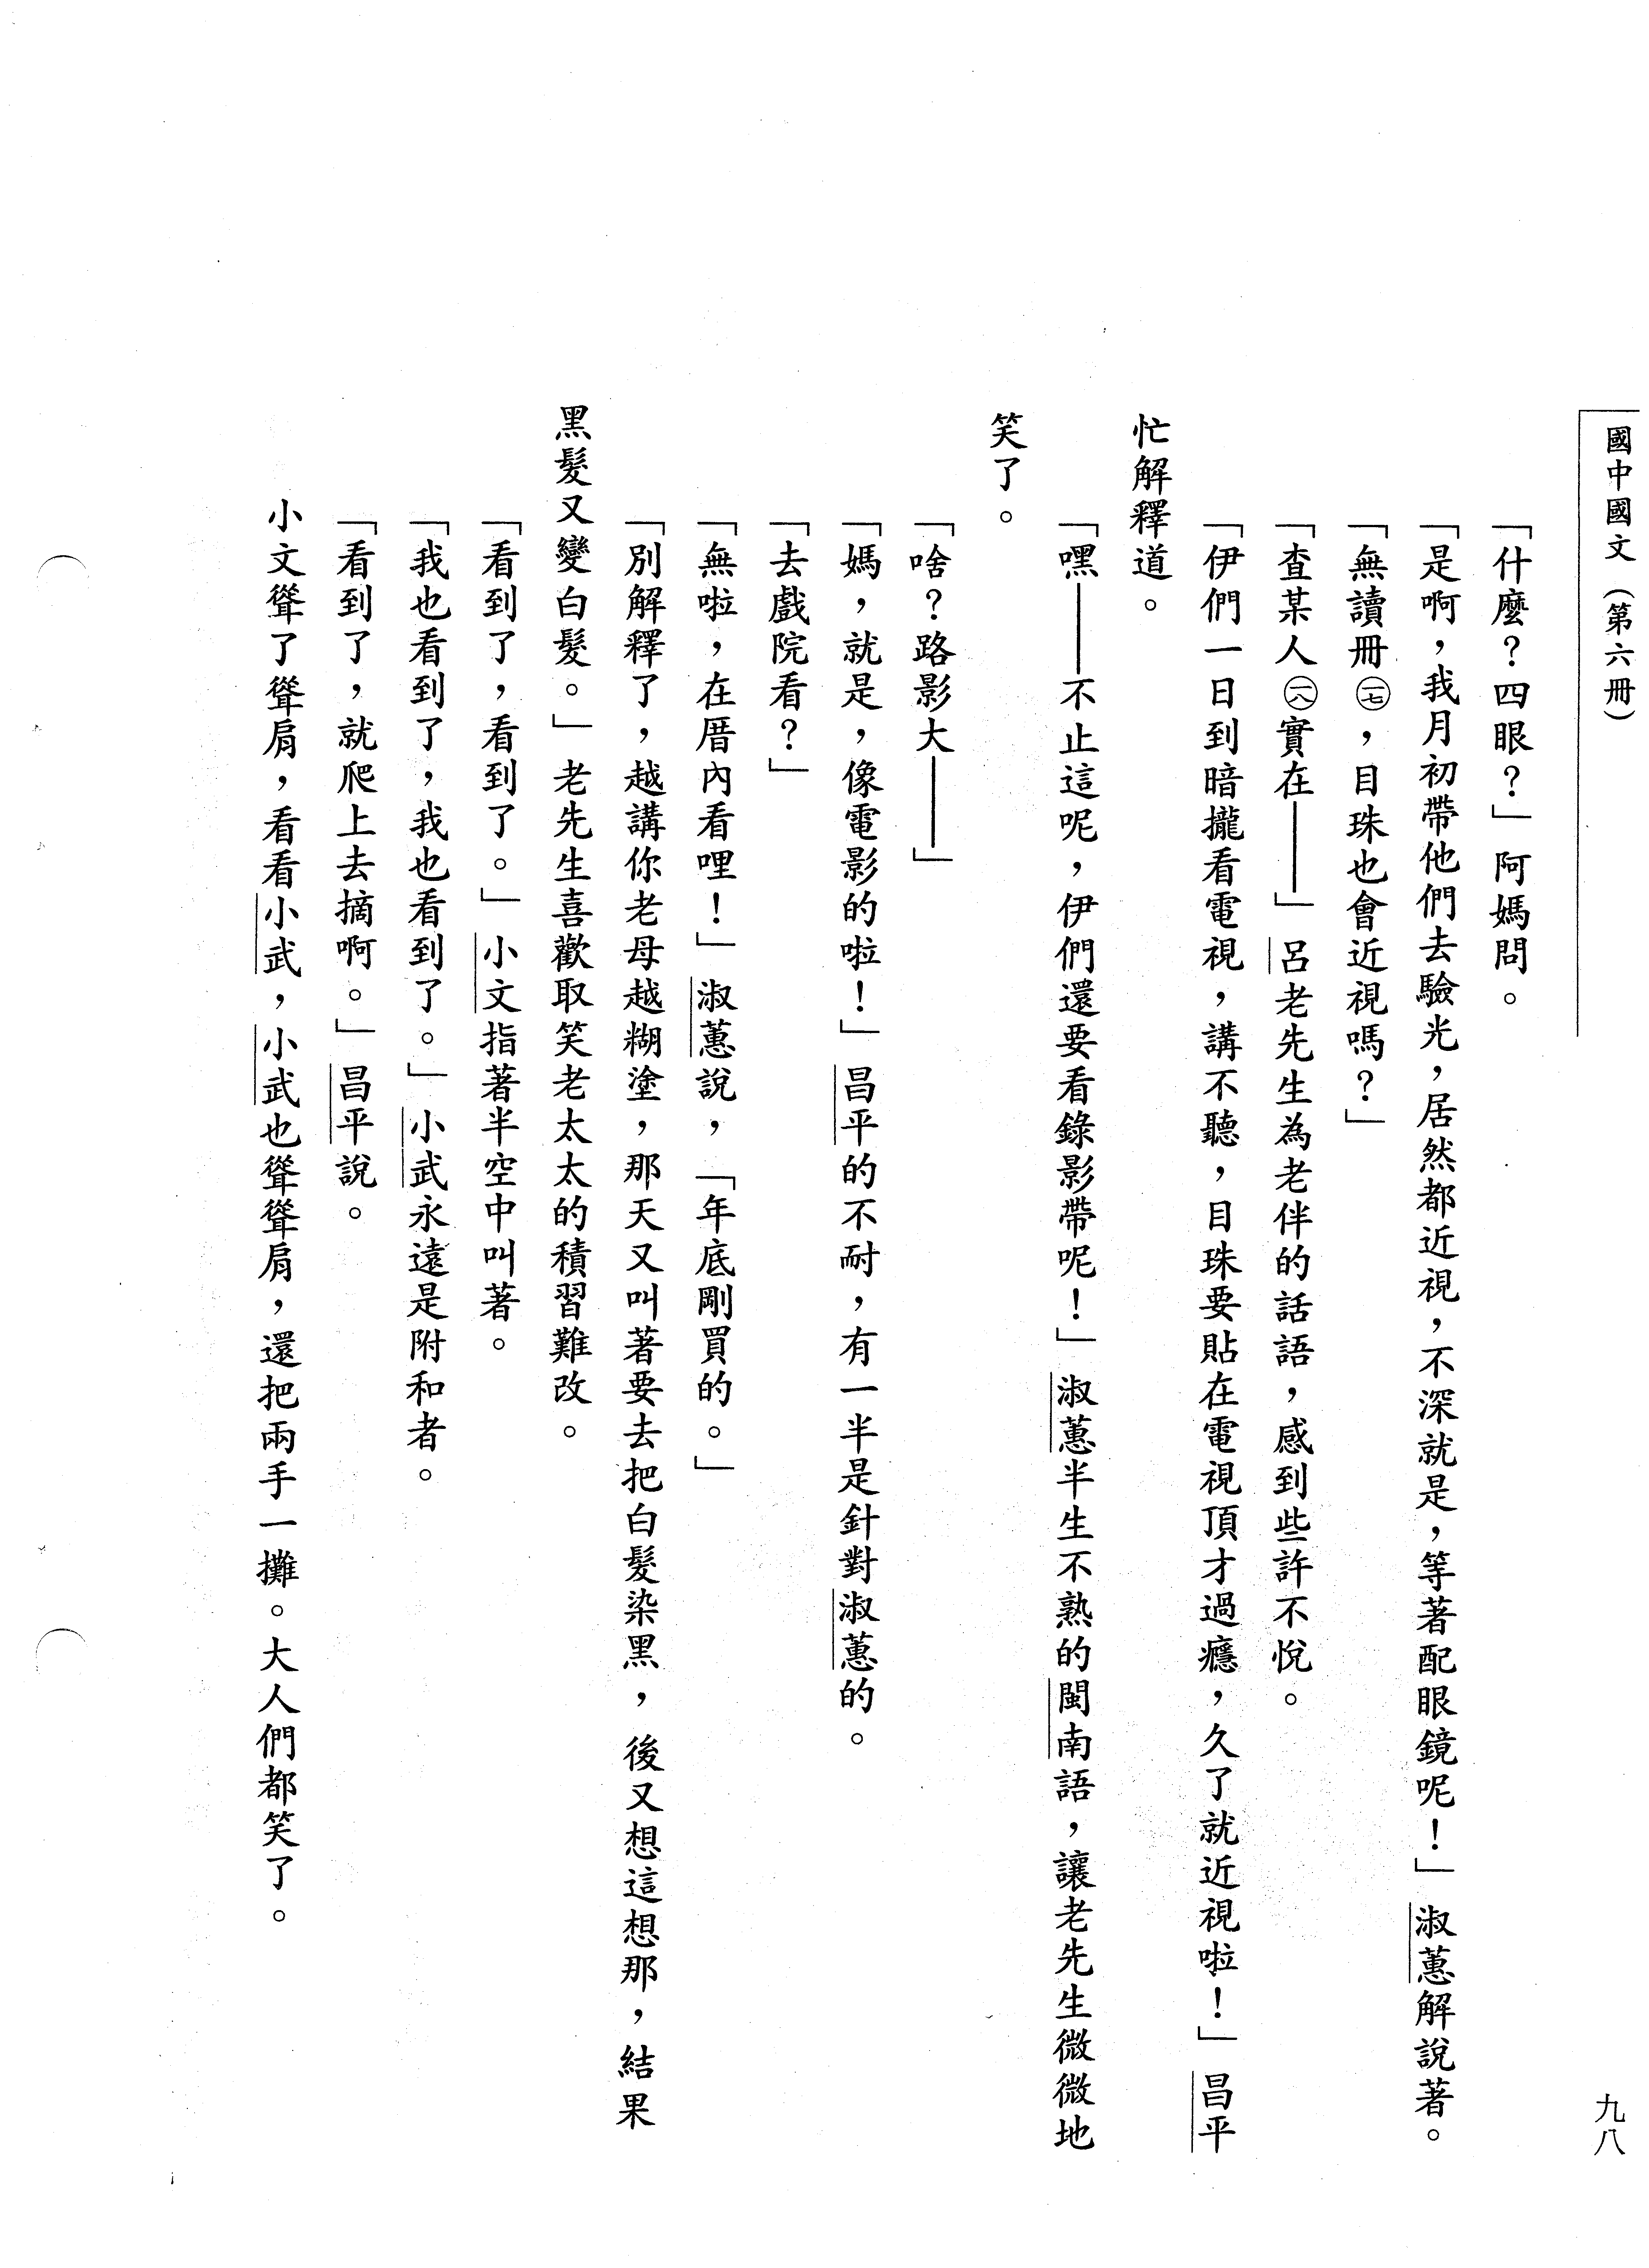 國中國文（第六冊）
九八
「什麼？四眼？」阿媽問。
「是啊，我月初帶他們去驗光，居然都近視，不深就是，等著配眼鏡呢！」淑蕙解說著。
「無讀冊㊀七，目珠也會近視嗎？」
「查某人㊀八實在——」呂老先生為老伴的話語，感到些許不悅。
「伊們一日到暗攏看電視，講不聽，目珠要貼在電視頂才過癮，久了就近視啦！」昌平
忙解釋道。
「嘿——不止這呢，伊們還要看錄影帶呢！」淑蕙半生不熟的閩南語，讓老先生微微地
笑了。
「啥？路影大——」
「媽，就是，像電影的啦！」昌平的不耐，有一半是針對淑蕙的。
「去戲院看？」
「無啦，在厝內看哩！」淑蕙說，「年底剛買的。」
「別解釋了，越講你老母越糊塗，那天又叫著要去把白髮染黑，後又想這想那，結果
黑髮又變白髮。」老先生喜歡取笑老太太的積習難改。
「看到了，看到了。」小文指著半空中叫著。
「我也看到了，我也看到了。」小武永遠是附和者。
「看到了，就爬上去摘啊。」昌平說。
小文聳了聳肩，看看小武，小武也聳聳肩，還把兩手一攤。大人們都笑了。